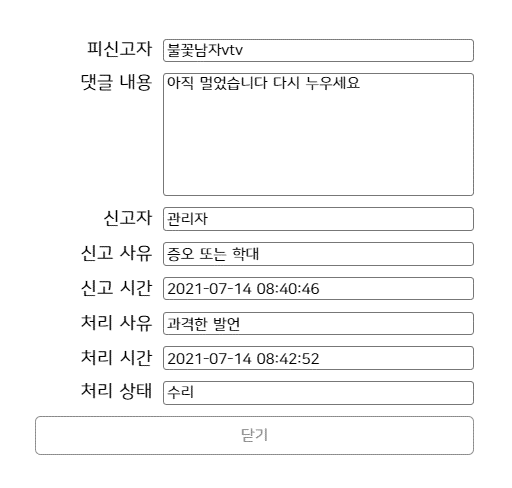 피신고자 불꽃남자vtv
댓글 내용 아직 멀었습니다 다시 누우세요
신고자 관리자
신고 사유 증오 또는 학대
신고 시간 2021-07-14 08:40:46
처리 사유 과격한 발언
처리 시간 2021-07-14 08:42:52
처리 상태 수리
닫기